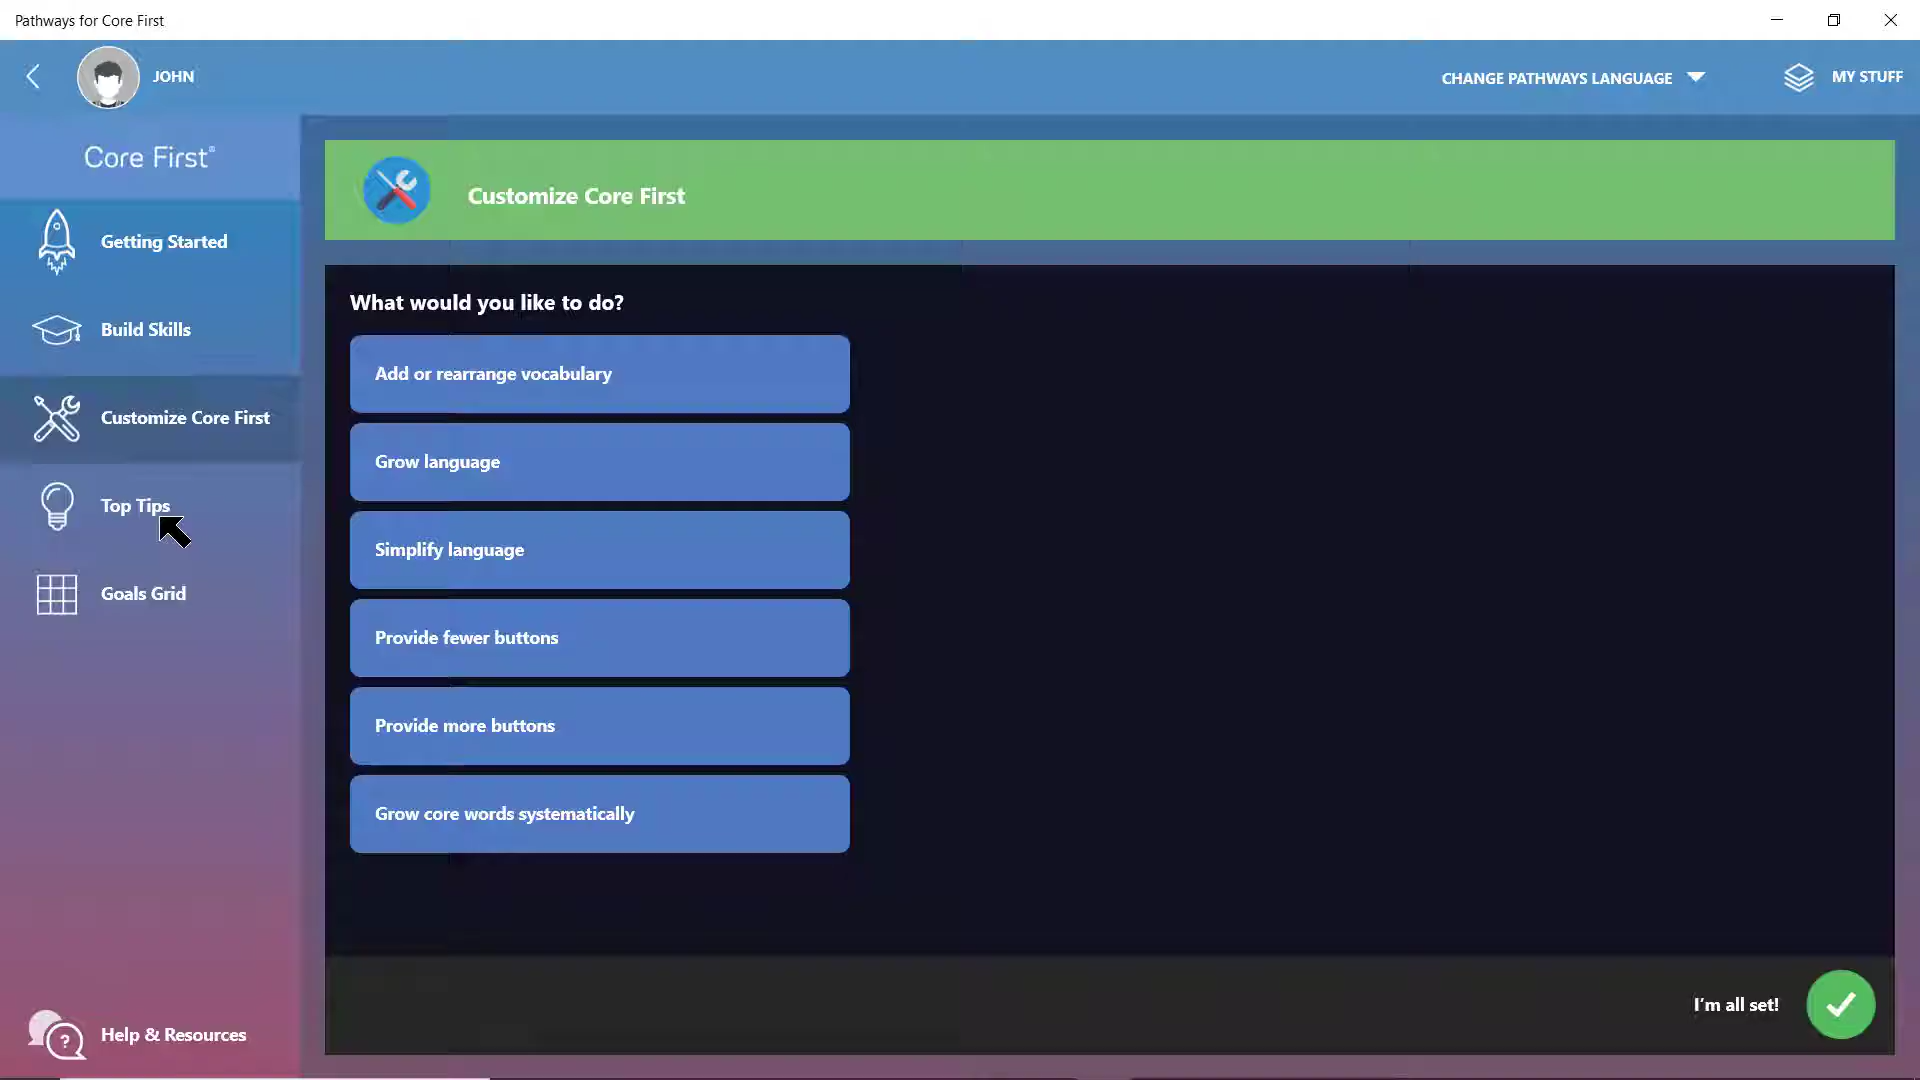 Pathways for Core First
JOHN
CHANGE PATHWAYS LANGUAGE
MY STUFF
Core First®
Getting Started
Build Skills
Customize Core First
Top Tips
Goals Grid
Help & Resources
Customize Core First
What would you like to do?
Add or rearrange vocabulary
Grow language
Simplify language
Provide fewer buttons
Provide more buttons
Grow core words systematically
I'm all set!